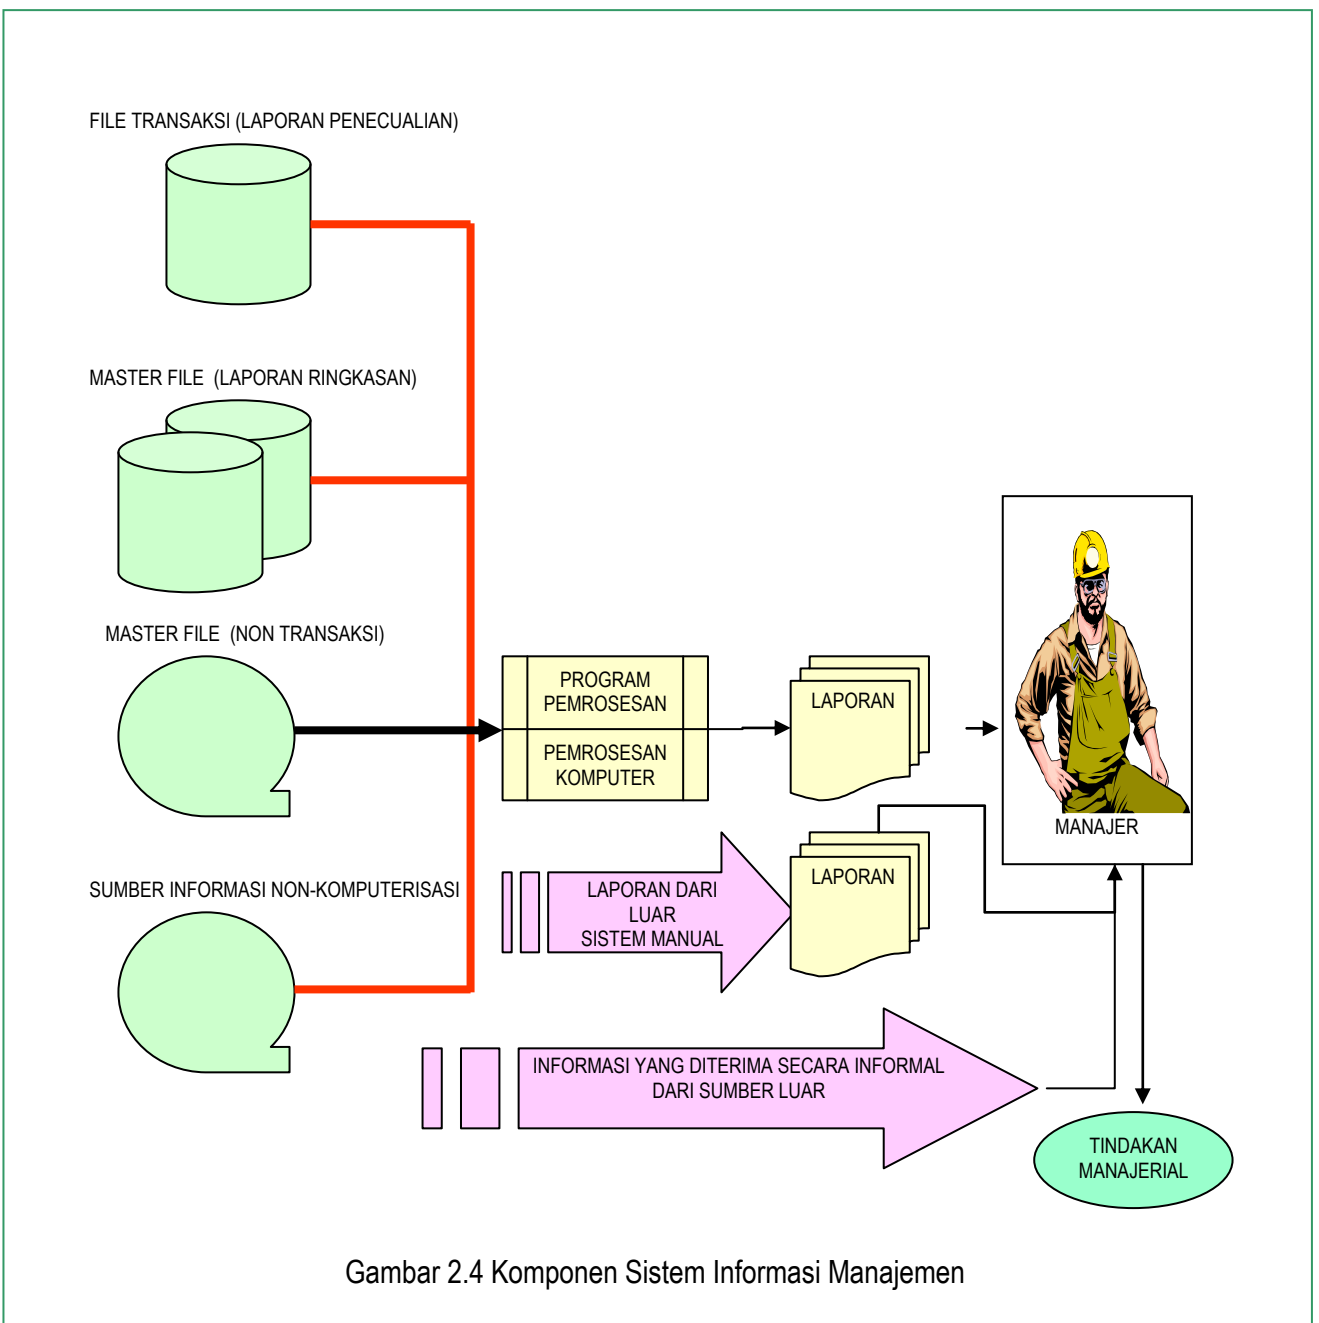 FILE TRANSAKSI (LAPORAN PENECUALIAN)
MASTER FILE  (LAPORAN RINGKASAN)
MASTER FILE  (NON TRANSAKSI)
PROGRAM
PEMROSESAN
PEMROSESAN
KOMPUTER
LAPORAN
MANAJER
SUMBER INFORMASI NON-KOMPUTERISASI
LAPORAN DARI
LUAR
SISTEM MANUAL
LAPORAN
INFORMASI YANG DITERIMA SECARA INFORMAL
DARI SUMBER LUAR
TINDAKAN
MANAJERIAL
Gambar 2.4 Komponen Sistem Informasi Manajemen